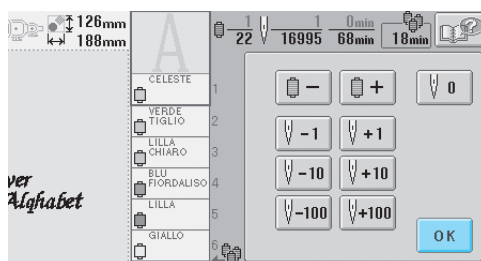 126mm
188mm
A
1
22
1
16995
0min
68min
18min
CELESTE
1
VERDE
TIGLIO
2
LILLA
CHIARO
3
BLU
FIORDALISO
4
LILLA
5
GIALLO
6
ver
Alphabet
−
+
0
−1
+1
−10
+10
−100
+100
OK